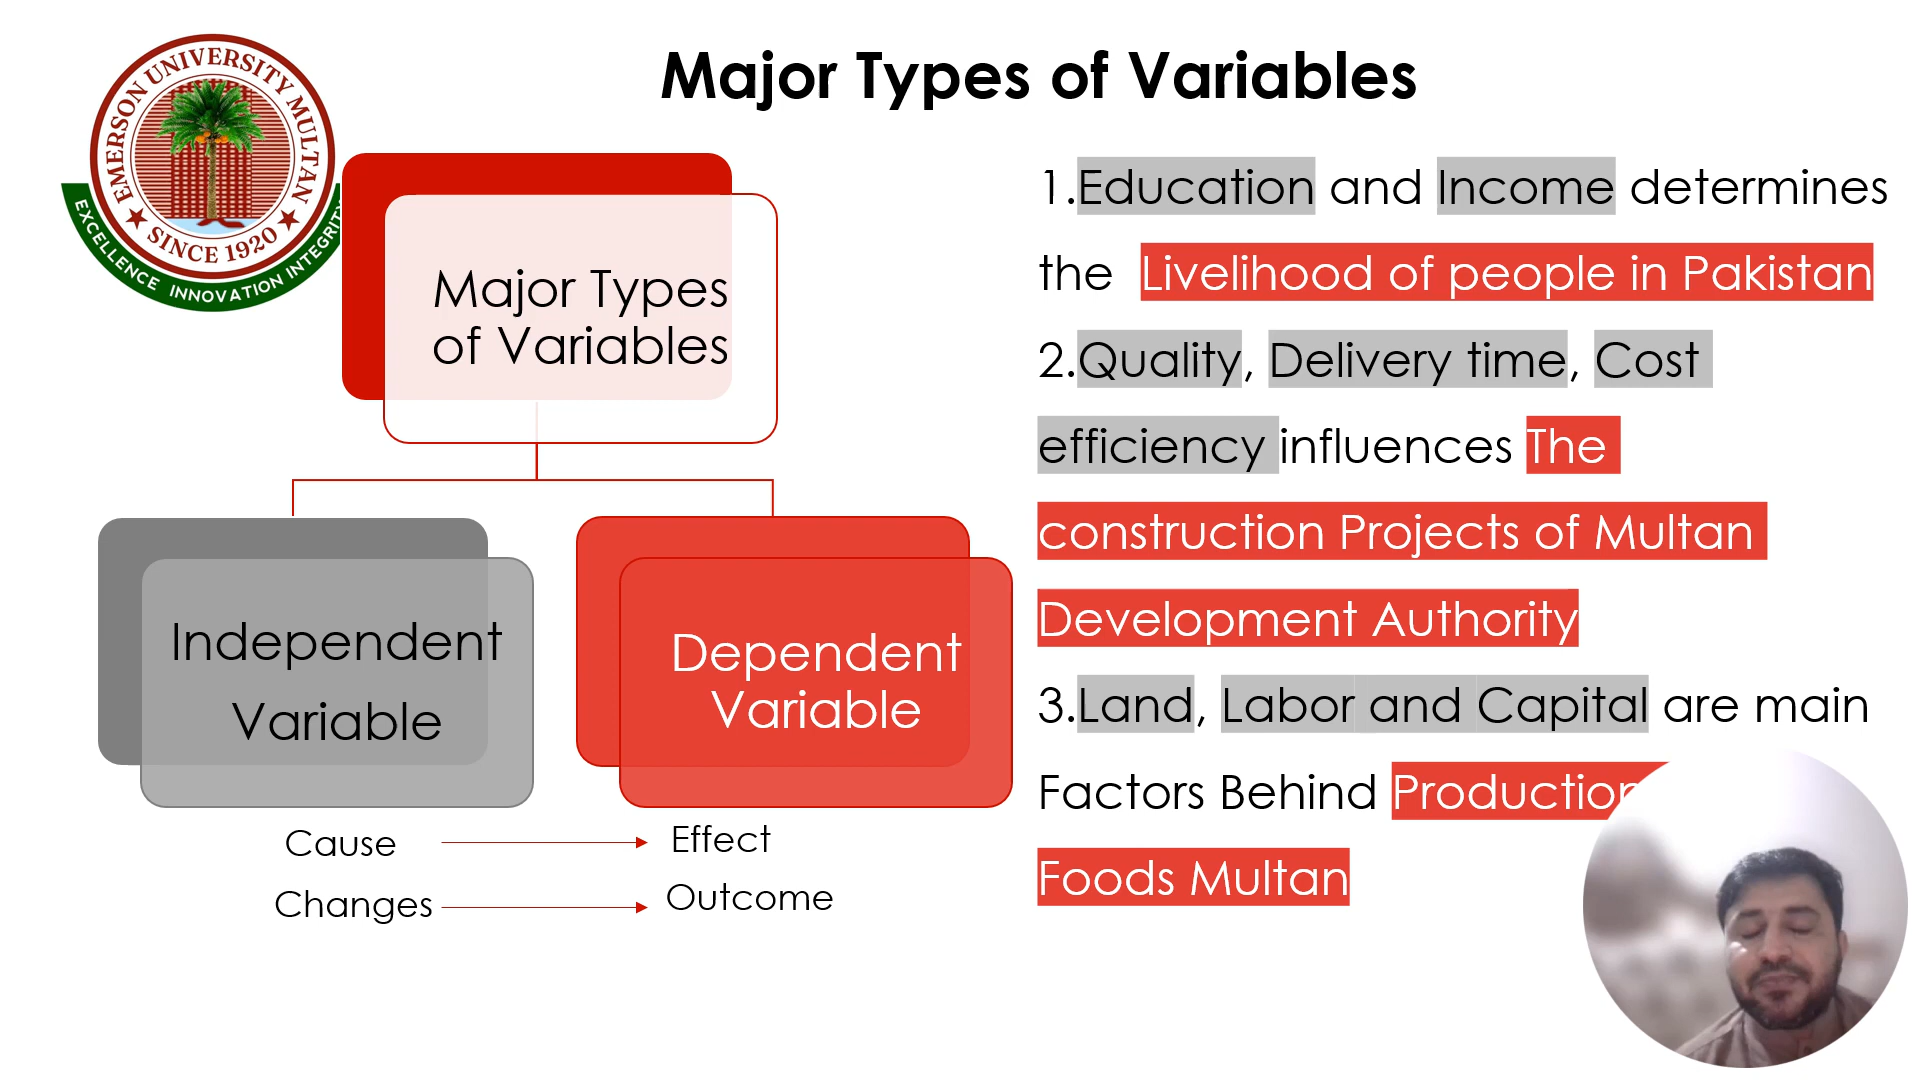 EMERSON UNIVERSITY MULTAN
SINCE 1920
EXCELLENCE INNOVATION INTEGRITY
Major Types of Variables
Major Types
of Variables
Independent
Variable
Dependent
Variable
Cause
Effect
Changes
Outcome
1.Education and Income determines
the Livelihood of people in Pakistan
2.Quality, Delivery time, Cost
efficiency influences The
construction Projects of Multan
Development Authority
3.Land, Labor and Capital are main
Factors Behind Production
Foods Multan